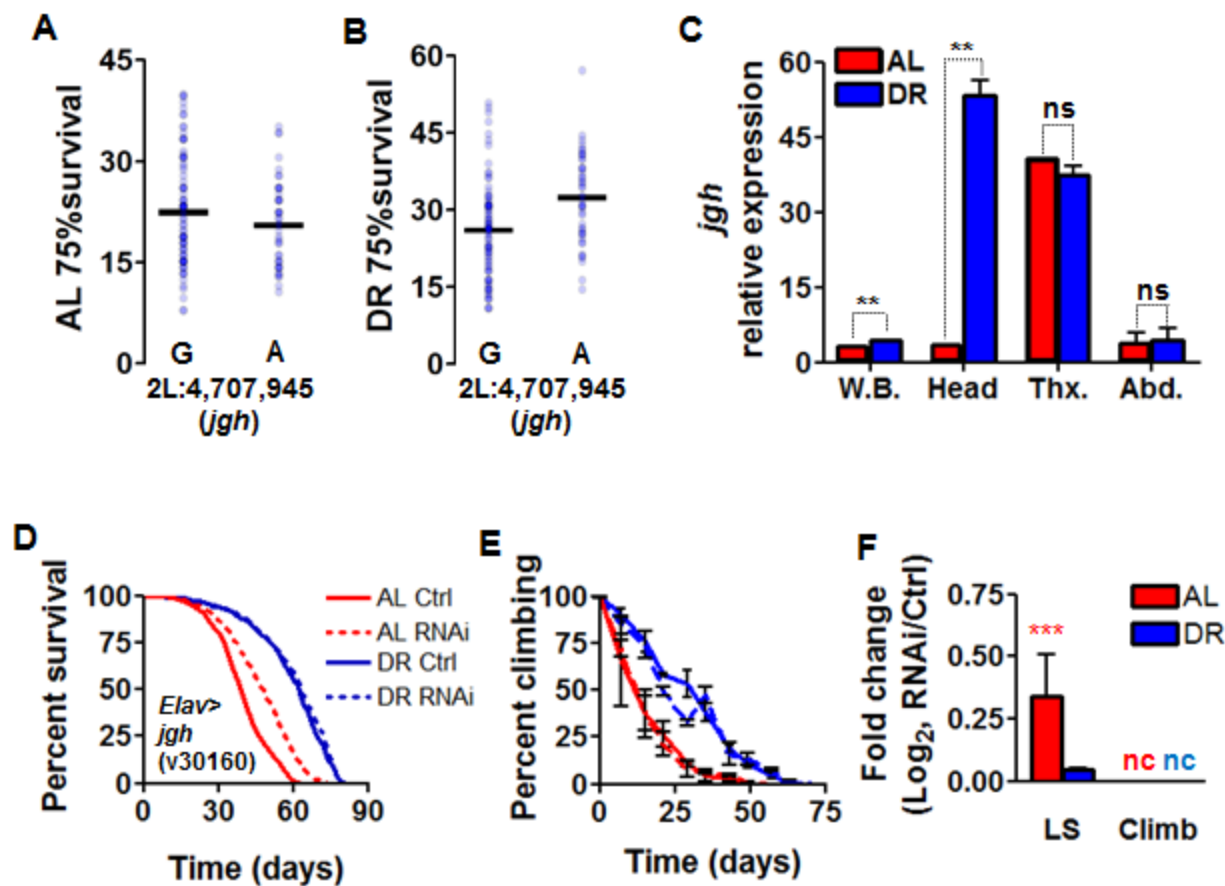 A
AL 75%survival
45
30
15
0
G A
2L:4,707,945
(jgh)
B
DR 75%survival
60
45
30
15
0
G A
2L:4,707,945
(jgh)
C
jgh
relative expression
60
45
30
15
0
AL
DR
**
**
ns
ns
W.B. Head Thx. Abd.
D
Percent survival
100
75
50
25
0
Elav>
jgh
(v30160)
AL Ctrl
AL RNAi
DR Ctrl
DR RNAi
0 30 60 90
Time (days)
E
Percent climbing
100
75
50
25
0
0 25 50 75
Time (days)
F
Fold change
(Log2, RNAi/Ctrl)
0.75
0.50
0.25
0.00
AL
DR
***
nc nc
LS Climb